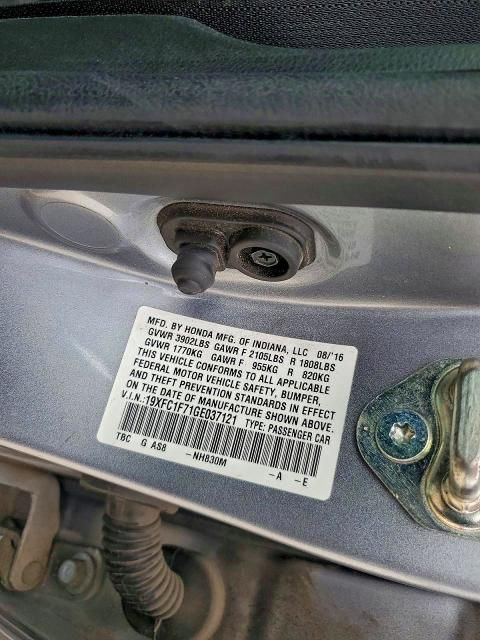 MFD. BY HONDA MFG. OF INDIANA, LLC 08/'16
GVWR 3902LBS GAWR F 2105LBS R 1808LBS
GVWR 1770KG GAWR F 955KG R 820KG
THIS VEHICLE CONFORMS TO ALL APPLICABLE
FEDERAL MOTOR VEHICLE SAFETY, BUMPER,
AND THEFT PREVENTION STANDARDS IN EFFECT
ON THE DATE OF MANUFACTURE SHOWN ABOVE.
V.I.N.:19XFC1F71GE037121 TYPE: PASSENGER CAR
TBC G AS8 -NH830M -A -E